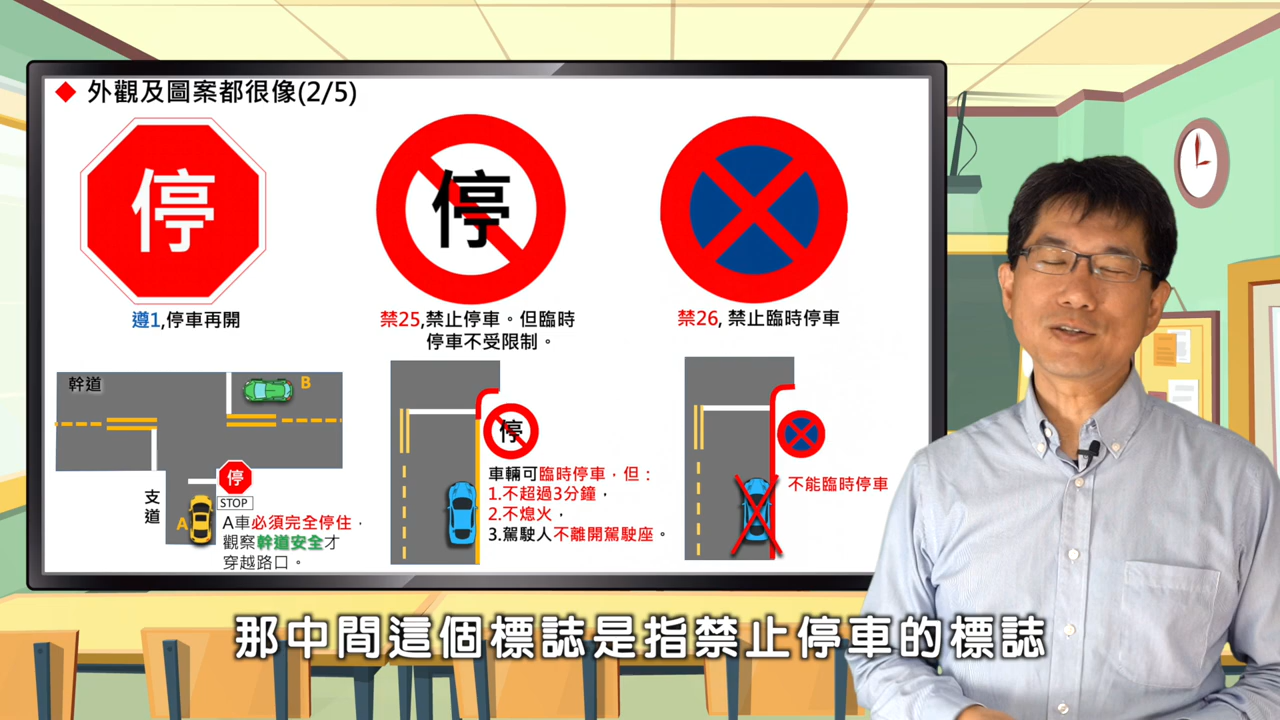 外觀及圖案都很像(2/5)
停
停
遵1,停車再開
禁25,禁止停車。但臨時
停車不受限制。
禁26, 禁止臨時停車
幹道
B
支道
A
停
STOP
A車必須完全停住，
觀察幹道安全才
穿越路口。
停
車輛可臨時停車，但：
1.不超過3分鐘，
2.不熄火，
3.駕駛人不離開駕駛座。
不能臨時停車
那中間這個標誌是指禁止停車的標誌